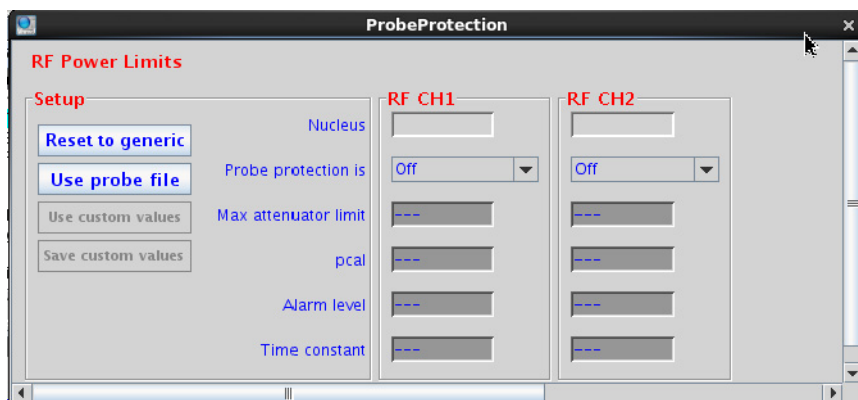 ProbeProtection
RF Power Limits
Setup
RF CH1
RF CH2
Reset to generic
Use probe file
Use custom values
Save custom values
Nucleus
Probe protection is
Off
Off
Max attenuator limit
---
---
pcal
---
---
Alarm level
---
---
Time constant
---
---